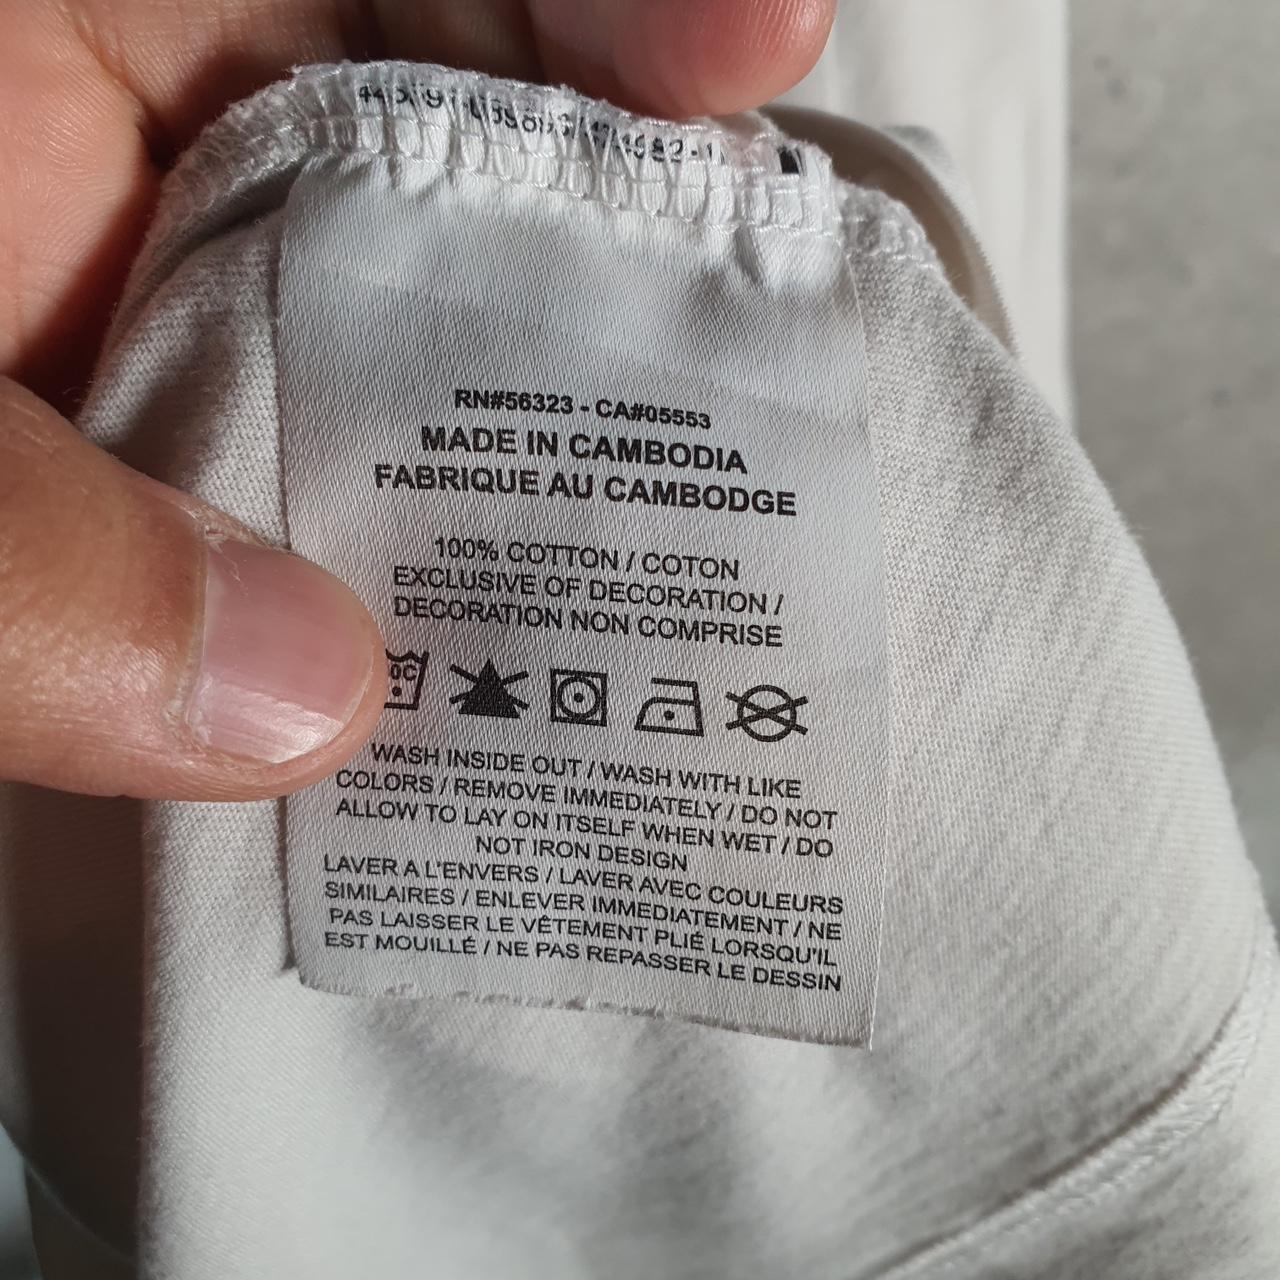 RN#56323 - CA#05553
MADE IN CAMBODIA
FABRIQUE AU CAMBODGE
100% COTTON / COTON
EXCLUSIVE OF DECORATION /
DECORATION NON COMPRISE
WASH INSIDE OUT / WASH WITH LIKE
COLORS / REMOVE IMMEDIATELY / DO NOT
ALLOW TO LAY ON ITSELF WHEN WET / DO
NOT IRON DESIGN
LAVER A L'ENVERS / LAVER AVEC COULEURS
SIMILAIRES / ENLEVER IMMEDIATEMENT / NE
PAS LAISSER LE VÊTEMENT PLIÉ LORSQU'IL
EST MOUILLÉ / NE PAS REPASSER LE DESSIN